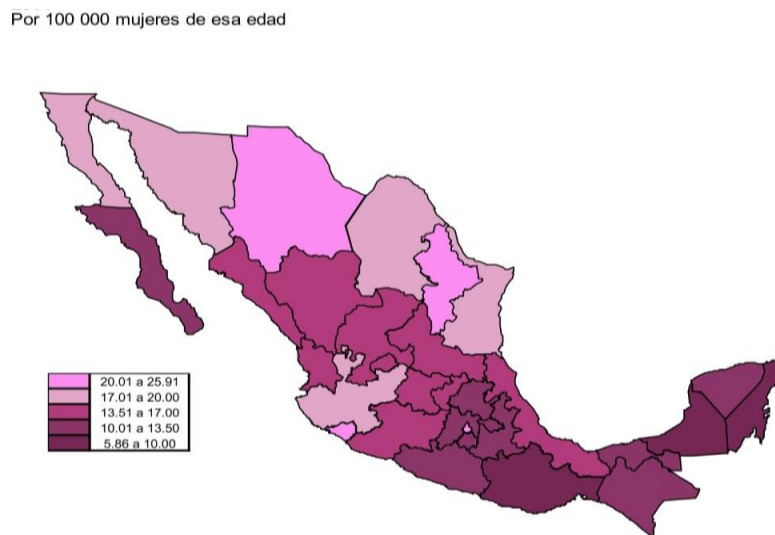 Por 100 000 mujeres de esa edad
20.01 a 25.91
17.01 a 20.00
13.51 a 17.00
10.01 a 13.50
5.86 a 10.00